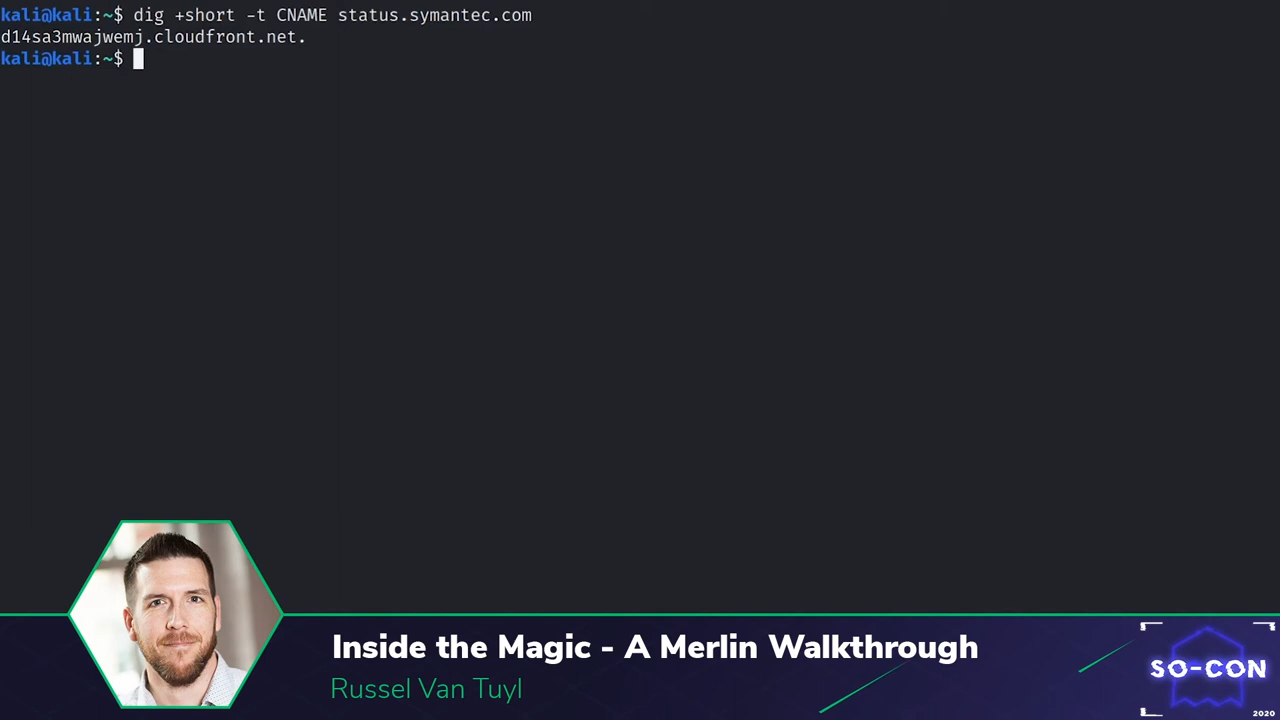 kali@kali:~$ dig +short -t CNAME status.symantec.com
d14sa3mwajwemj.cloudfront.net.
kali@kali:~$
Inside the Magic - A Merlin Walkthrough
Russel Van Tuyl
SO-CON
2020